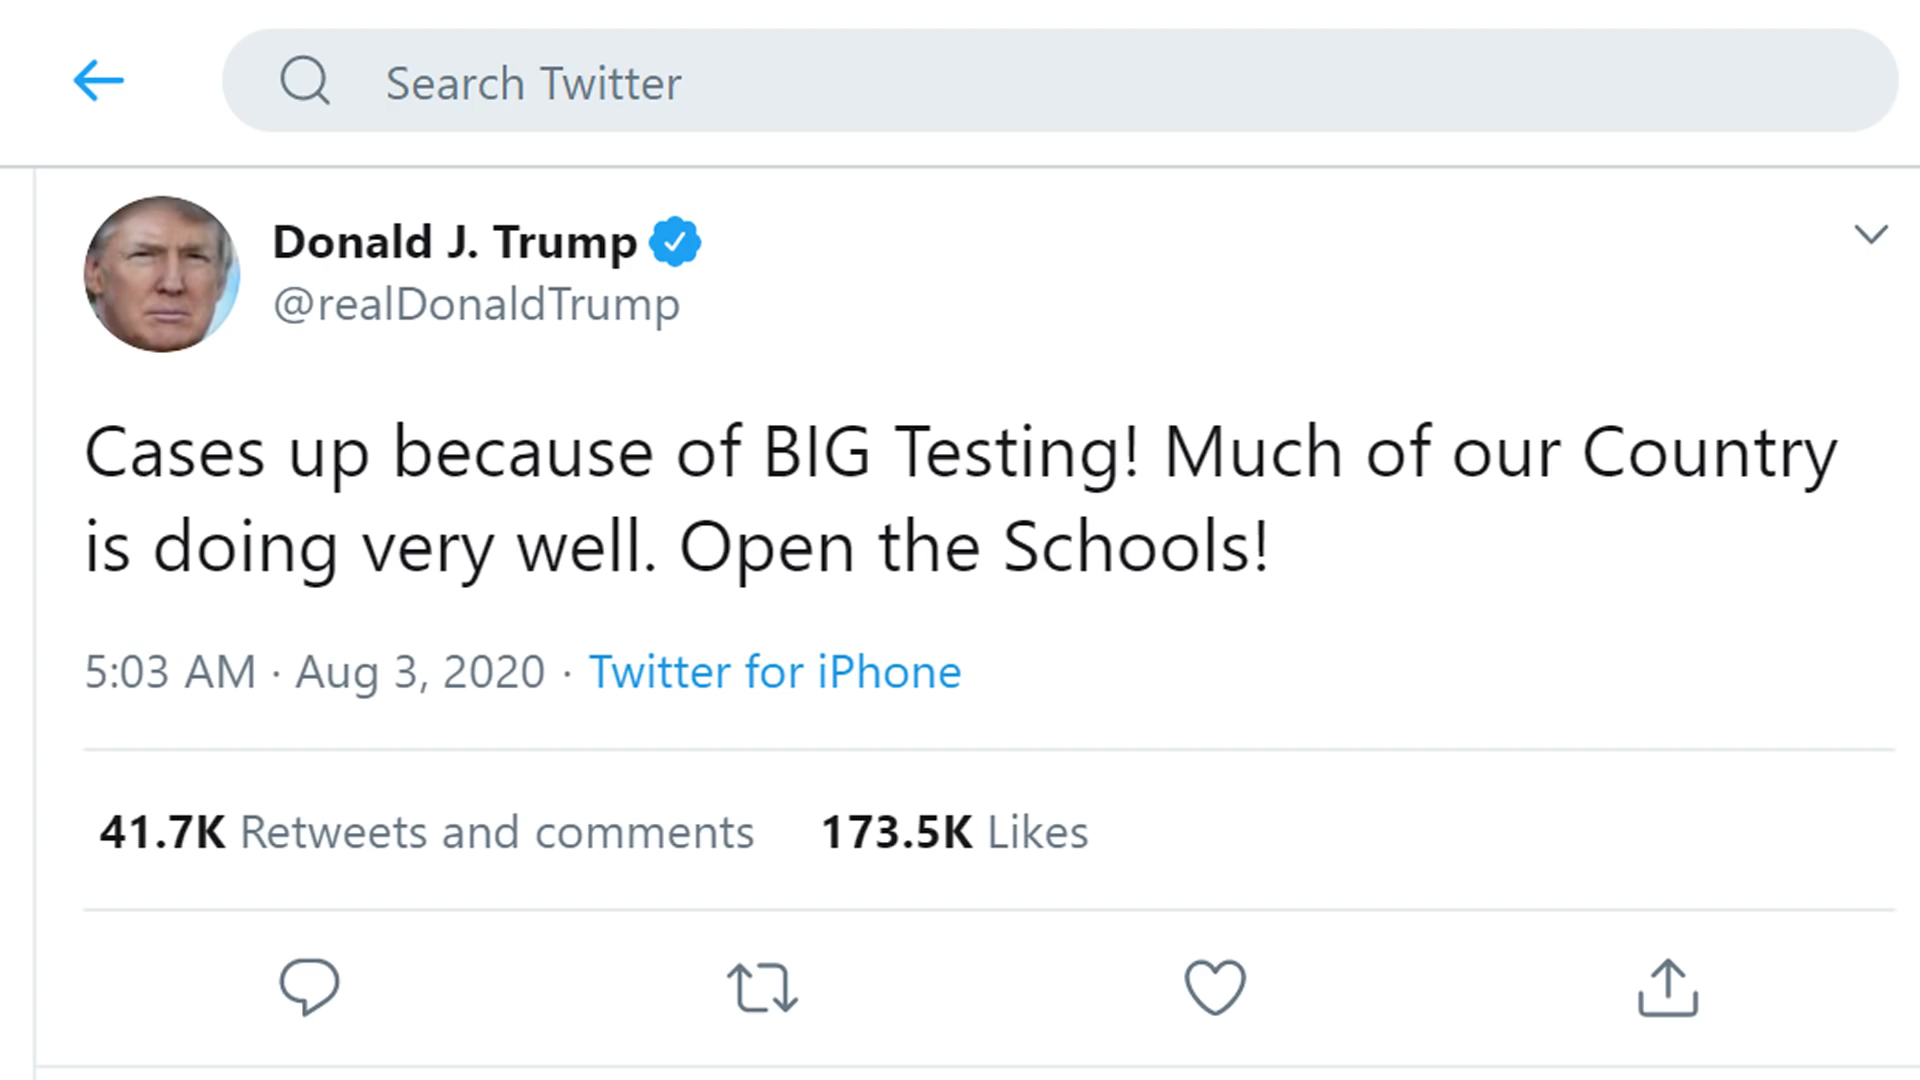 Search Twitter
Donald J. Trump
@realDonaldTrump
Cases up because of BIG Testing! Much of our Country
is doing very well. Open the Schools!
5:03 AM · Aug 3, 2020 · Twitter for iPhone
41.7K Retweets and comments 173.5K Likes